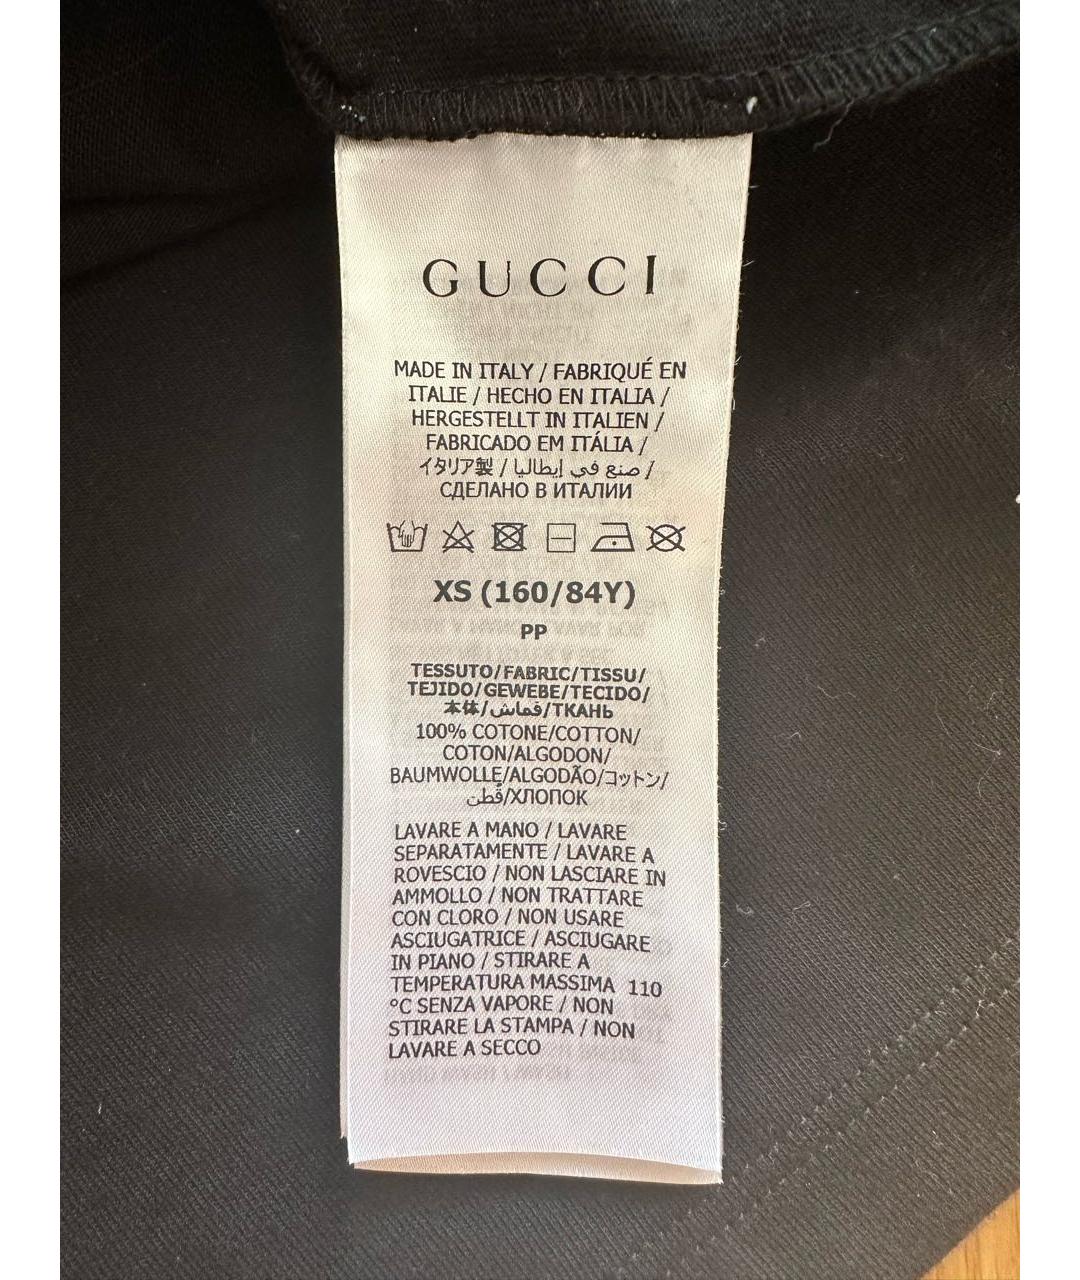 GUCCI
MADE IN ITALY / FABRIQUÉ EN
ITALIE / HECHO EN ITALIA /
HERGESTELLT IN ITALIEN /
FABRICADO EM ITÁLIA /
イタリア製 / صنع في إيطاليا /
СДЕЛАНО В ИТАЛИИ
XS (160/84Y)
PP
TESSUTO/FABRIC/TISSU/
TEJIDO/GEWEBE/TECIDO/
本体/قماش/ТКАНЬ
100% COTONE/COTTON/
COTON/ALGODON/
BAUMWOLLE/ALGODÃO/コットン/
قُطن/ХЛОПОК
LAVARE A MANO / LAVARE
SEPARATAMENTE / LAVARE A
ROVESCIO / NON LASCIARE IN
AMMOLLO / NON TRATTARE
CON CLORO / NON USARE
ASCIUGATRICE / ASCIUGARE
IN PIANO / STIRARE A
TEMPERATURA MASSIMA 110
°C SENZA VAPORE / NON
STIRARE LA STAMPA / NON
LAVARE A SECCO